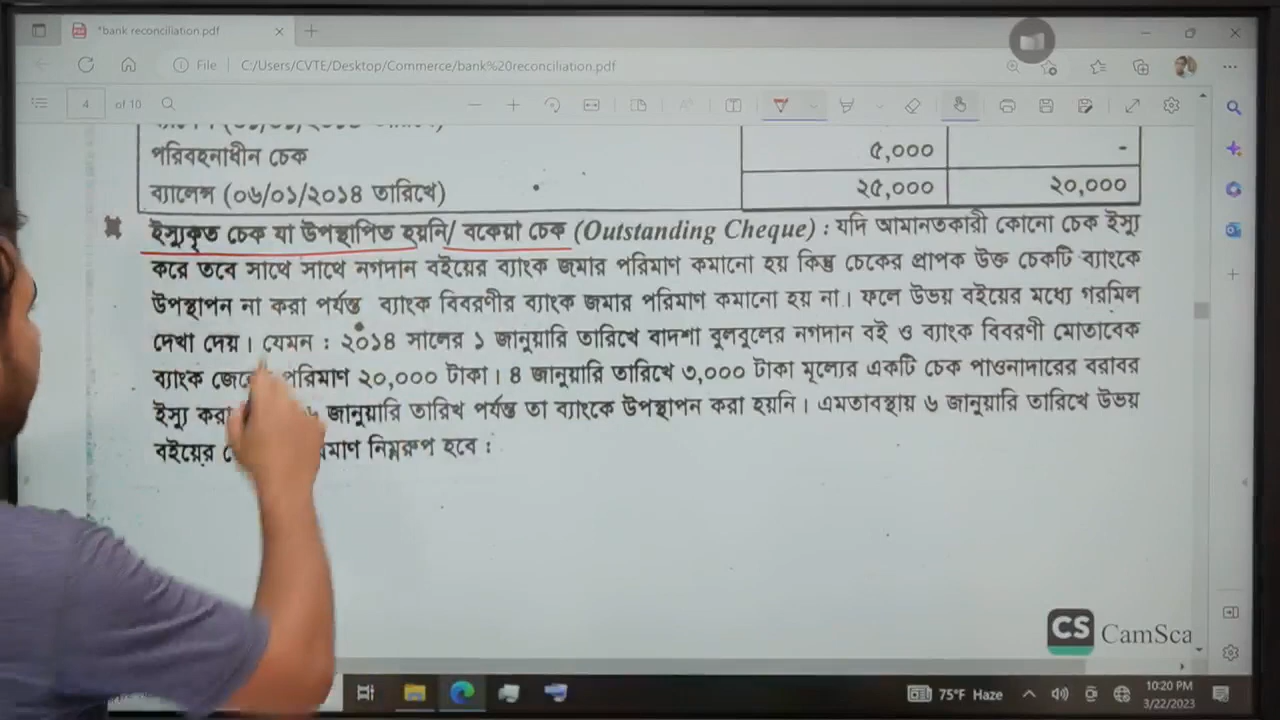 *bank reconciliation.pdf
File C:/Users/CVTE/Desktop/Commerce/bank%20reconciliation.pdf
4 of 10
পরিবহনাধীন চেক ৫,০০০ -
ব্যালেন্স (০৬/০১/২০১৪ তারিখে) ২৫,০০০ ২০,০০০
ইস্যুকৃত চেক যা উপস্থাপিত হয়নি/ বকেয়া চেক (Outstanding Cheque) : যদি আমানতকারী কোনো চেক ইস্যু
করে তবে সাথে সাথে নগদান বইয়ের ব্যাংক জমার পরিমাণ কমানো হয় কিন্তু চেকের প্রাপক উক্ত চেকটি ব্যাংকে
উপস্থাপন না করা পর্যন্ত ব্যাংক বিবরণীর ব্যাংক জমার পরিমাণ কমানো হয় না। ফলে উভয় বইয়ের মধ্যে গরমিল
দেখা দেয়। যেমন : ২০১৪ সালের ১ জানুয়ারি তারিখে বাদশা বুলবুলের নগদান বই ও ব্যাংক বিবরণী মোতাবেক
ব্যাংক পরিমাণ ২০,০০০ টাকা। ৪ জানুয়ারি তারিখে ৩,০০০ টাকা মূল্যের একটি চেক পাওনাদারের বরাবর
ইস্যু করা ৬ জানুয়ারি তারিখ পর্যন্ত তা ব্যাংকে উপস্থাপন করা হয়নি। এমতাবস্থায় ৬ জানুয়ারি তারিখে উভয়
বইয়ের নিম্নরূপ হবে :
CS CamSca
75°F Haze 10:20 PM
3/22/2023